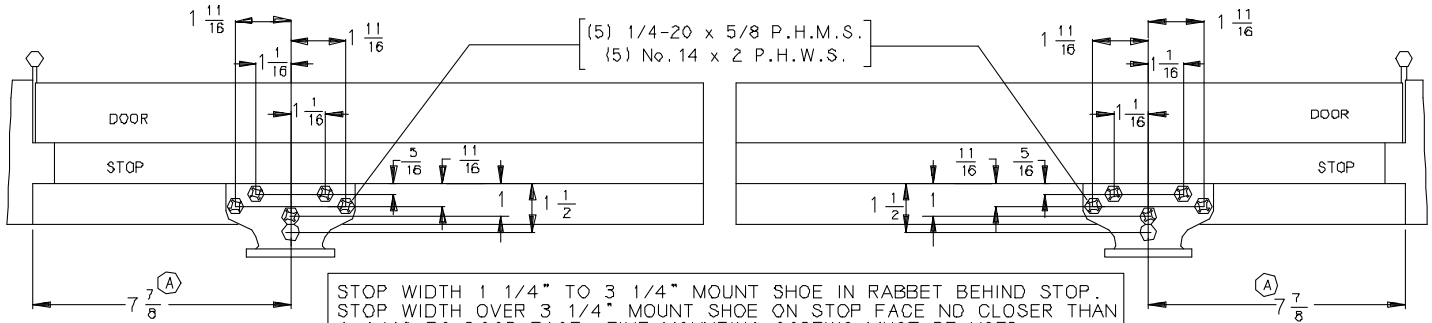 1 11/16
1 11/16
1 1/16
1 1/16
(5) 1/4-20 x 5/8 P.H.M.S.
(5) No. 14 x 2 P.H.W.S.
1 11/16
1 11/16
1 1/16
1 1/16
DOOR
STOP
5/16
11/16
1
1 1/2
DOOR
STOP
11/16
5/16
1 1/2
1
A
7 7/8
A
7 7/8
STOP WIDTH 1 1/4" TO 3 1/4" MOUNT SHOE IN RABBET BEHIND STOP.
STOP WIDTH OVER 3 1/4" MOUNT SHOE ON STOP FACE NO CLOSER THAN